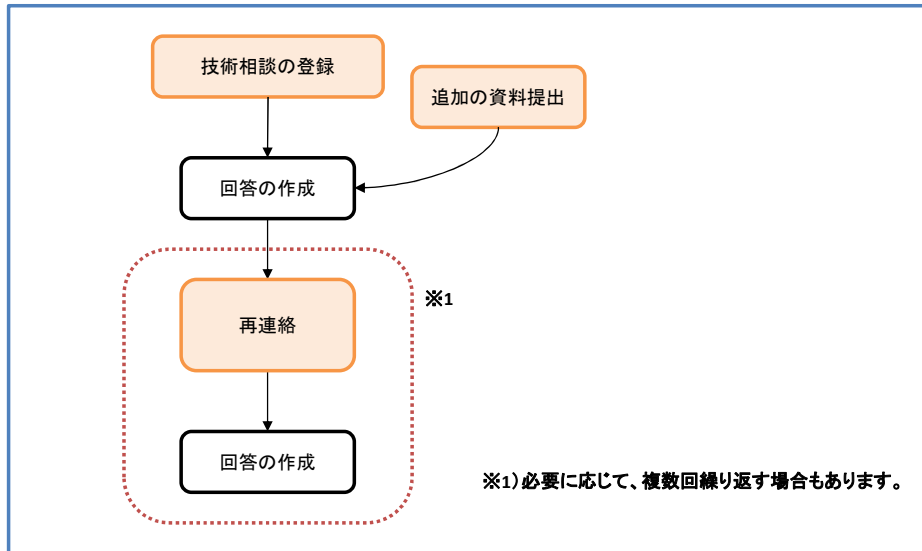 技術相談の登録
追加の資料提出
回答の作成
再連絡
※1
回答の作成
※1)必要に応じて、複数回繰り返す場合もあります。